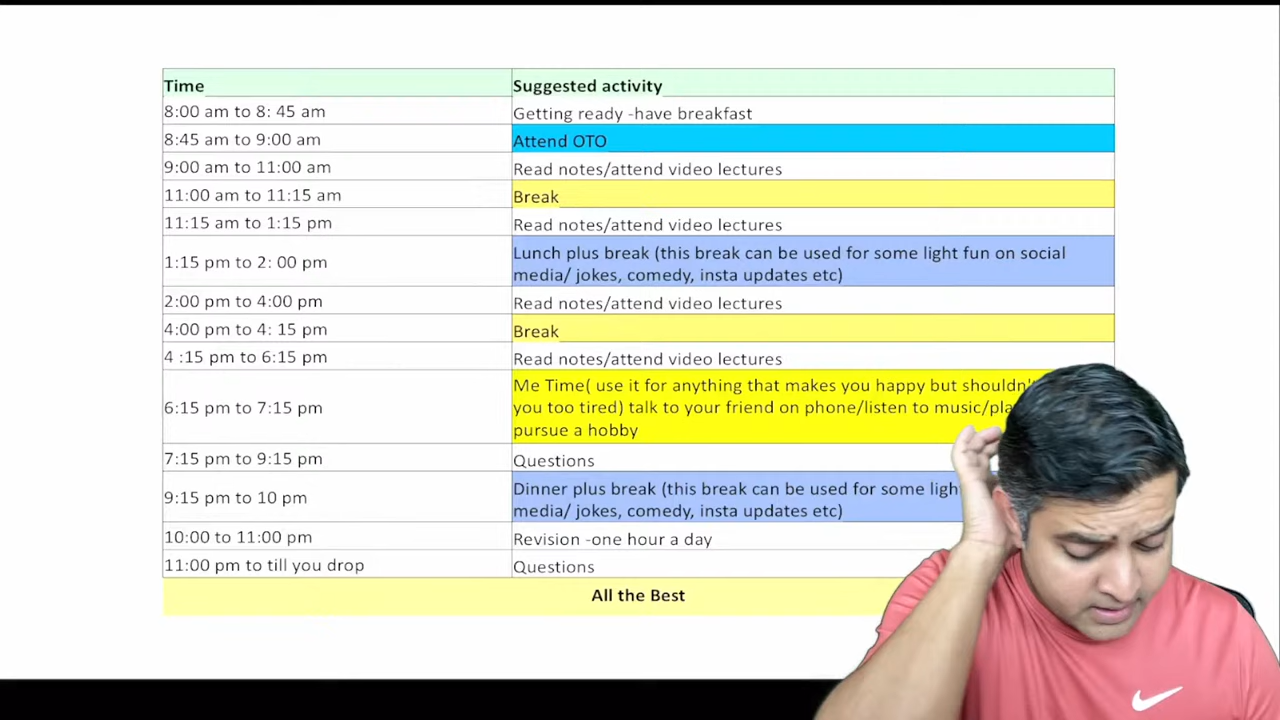 Time Suggested activity
8:00 am to 8: 45 am Getting ready -have breakfast
8:45 am to 9:00 am Attend OTO
9:00 am to 11:00 am Read notes/attend video lectures
11:00 am to 11:15 am Break
11:15 am to 1:15 pm Read notes/attend video lectures
1:15 pm to 2: 00 pm Lunch plus break (this break can be used for some light fun on social
media/ jokes, comedy, insta updates etc)
2:00 pm to 4:00 pm Read notes/attend video lectures
4:00 pm to 4: 15 pm Break
4 :15 pm to 6:15 pm Read notes/attend video lectures
6:15 pm to 7:15 pm Me Time( use it for anything that makes you happy but
you too tired) talk to your friend on phone/listen to
pursue a hobby
7:15 pm to 9:15 pm Questions
9:15 pm to 10 pm Dinner plus break (this break can be used for some
media/ jokes, comedy, insta updates etc)
10:00 to 11:00 pm Revision -one hour a day
11:00 pm to till you drop Questions
All the Best